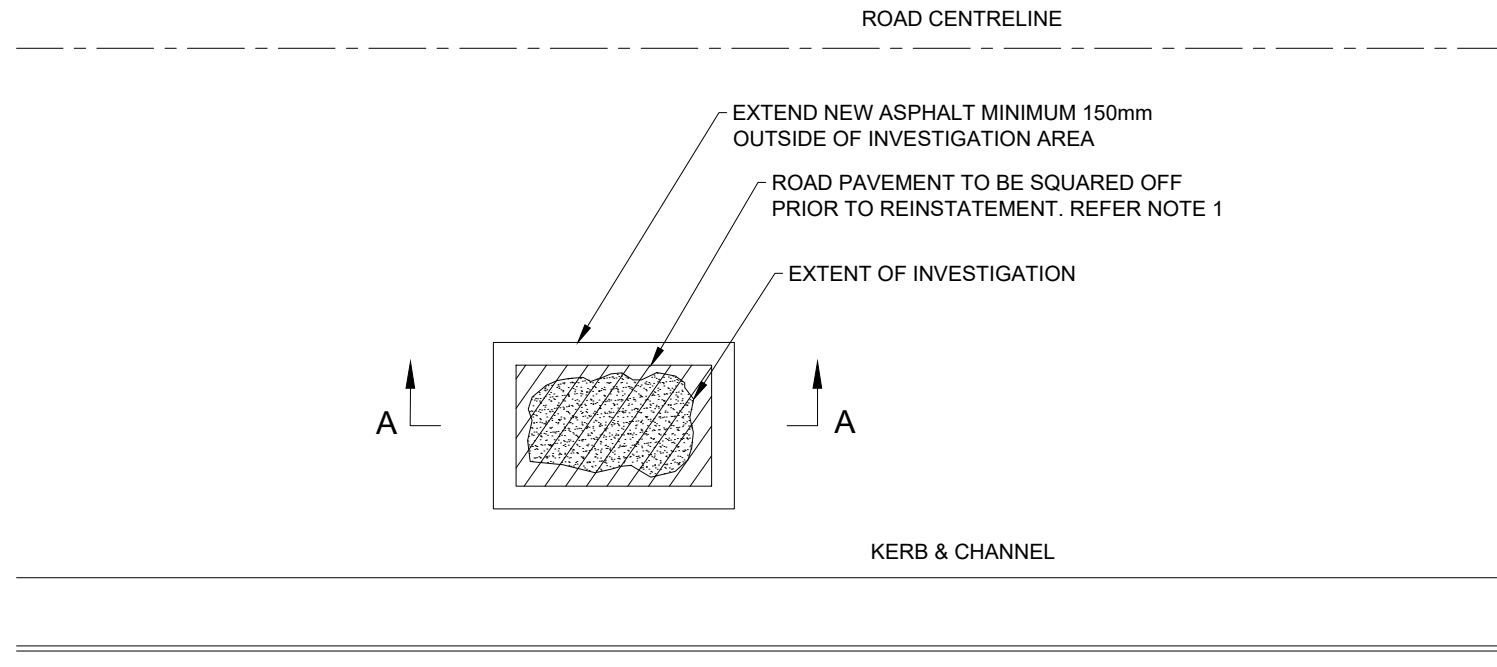 ROAD CENTRELINE
EXTEND NEW ASPHALT MINIMUM 150mm
OUTSIDE OF INVESTIGATION AREA
ROAD PAVEMENT TO BE SQUARED OFF
PRIOR TO REINSTATEMENT. REFER NOTE 1
EXTENT OF INVESTIGATION
A
A
KERB & CHANNEL